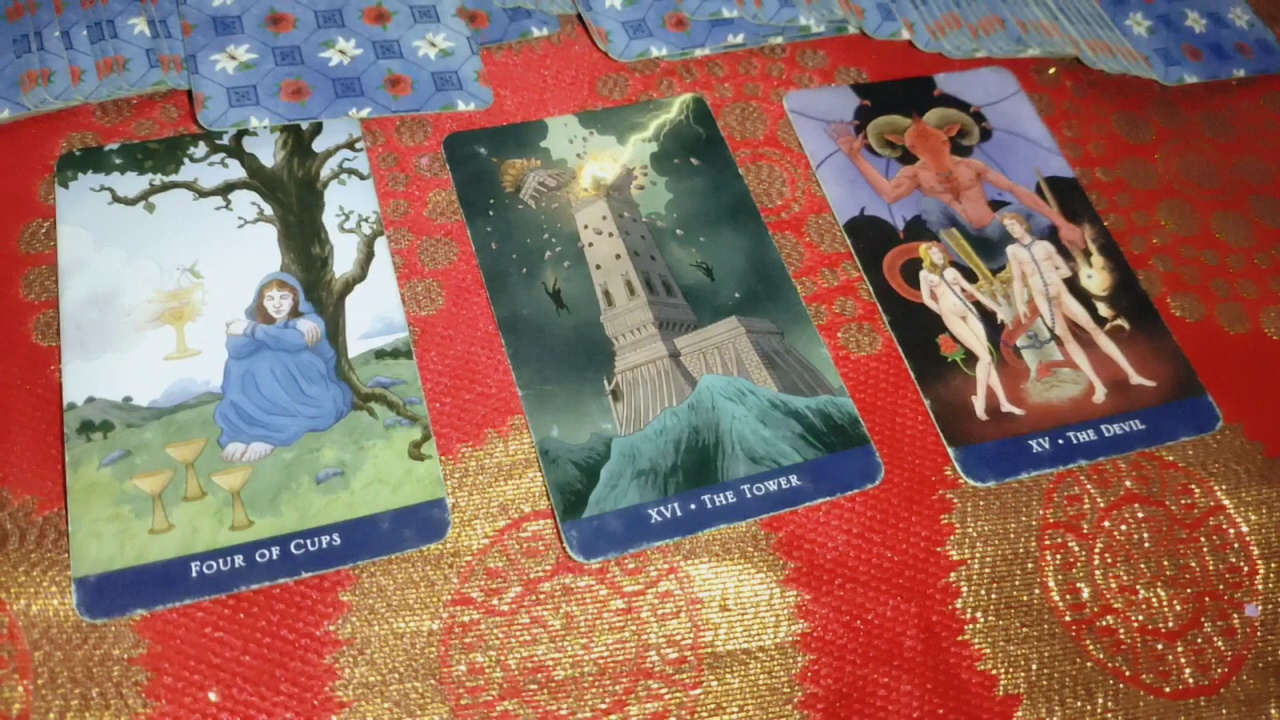 Four of Cups
XVI • The Tower
XV • The Devil